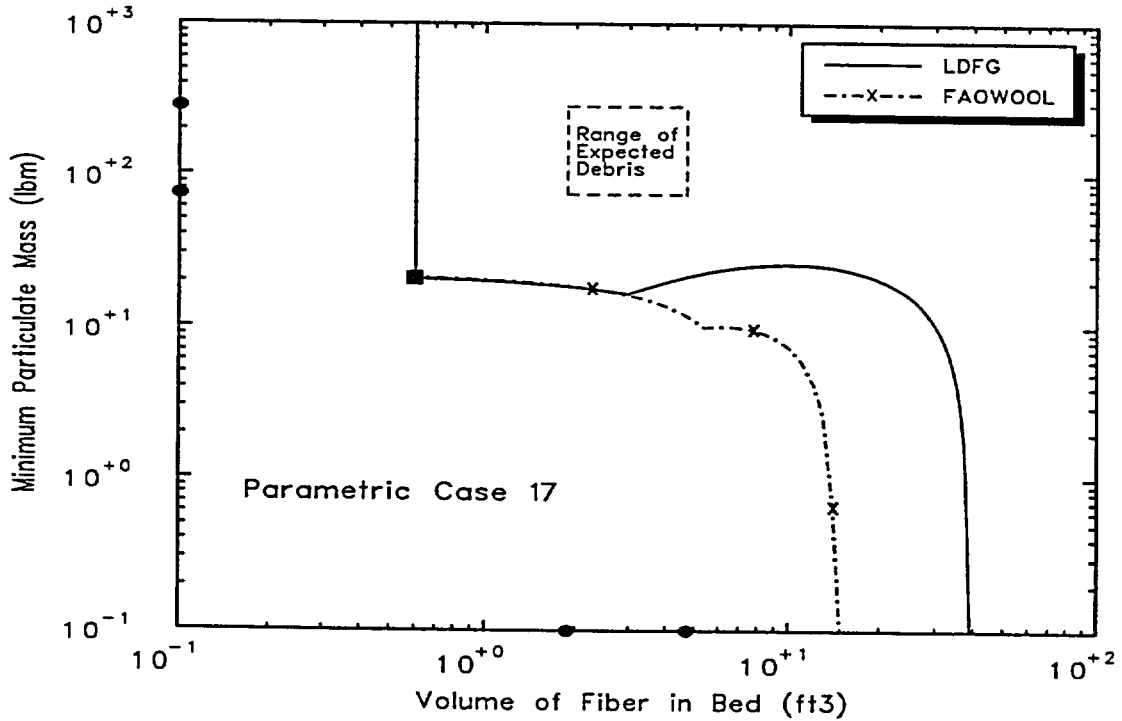 10+3
LDFG
—·—x—·— FAOWOOL
Range of
Expected
Debris
10+2
Minimum Particulate Mass (lbm)
10+1
10+0
Parametric Case 17
10-1
10-1
10+0
10+1
10+2
Volume of Fiber in Bed (ft3)